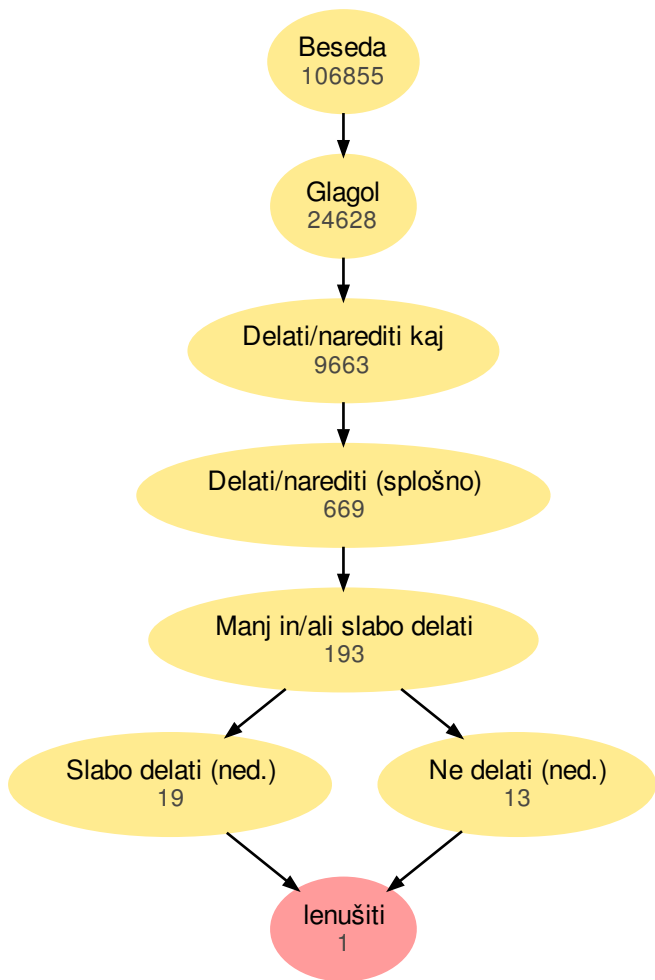 Beseda
106855
Glagol
24628
Delati/narediti kaj
9663
Delati/narediti (splošno)
669
Manj in/ali slabo delati
193
Slabo delati (ned.)
19
Ne delati (ned.)
13
lenušiti
1